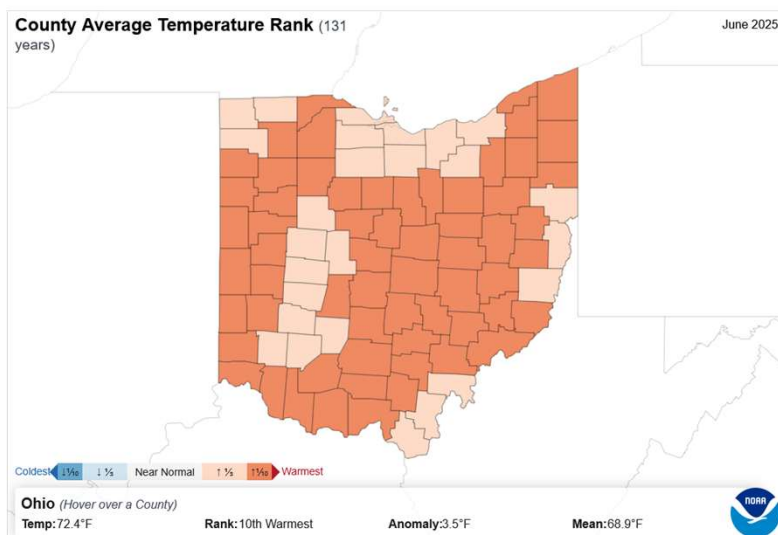 County Average Temperature Rank (131
years)
June 2025
Coldest ↓⅒ ↓ ⅓ Near Normal ↑ ⅓ ↑⅒ Warmest
Ohio (Hover over a County)
Temp:72.4°F Rank:10th Warmest Anomaly:3.5°F Mean:68.9°F
NOAA